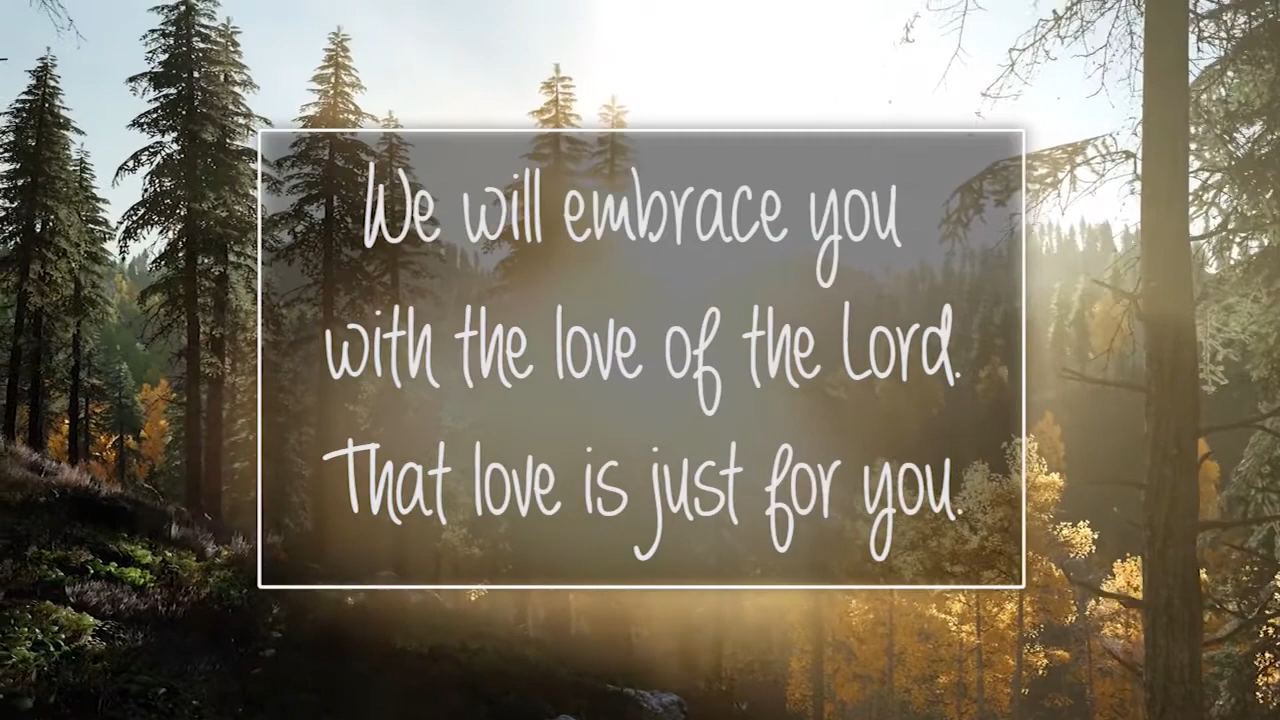 We will embrace you
with the love of the Lord.
That love is just for you.